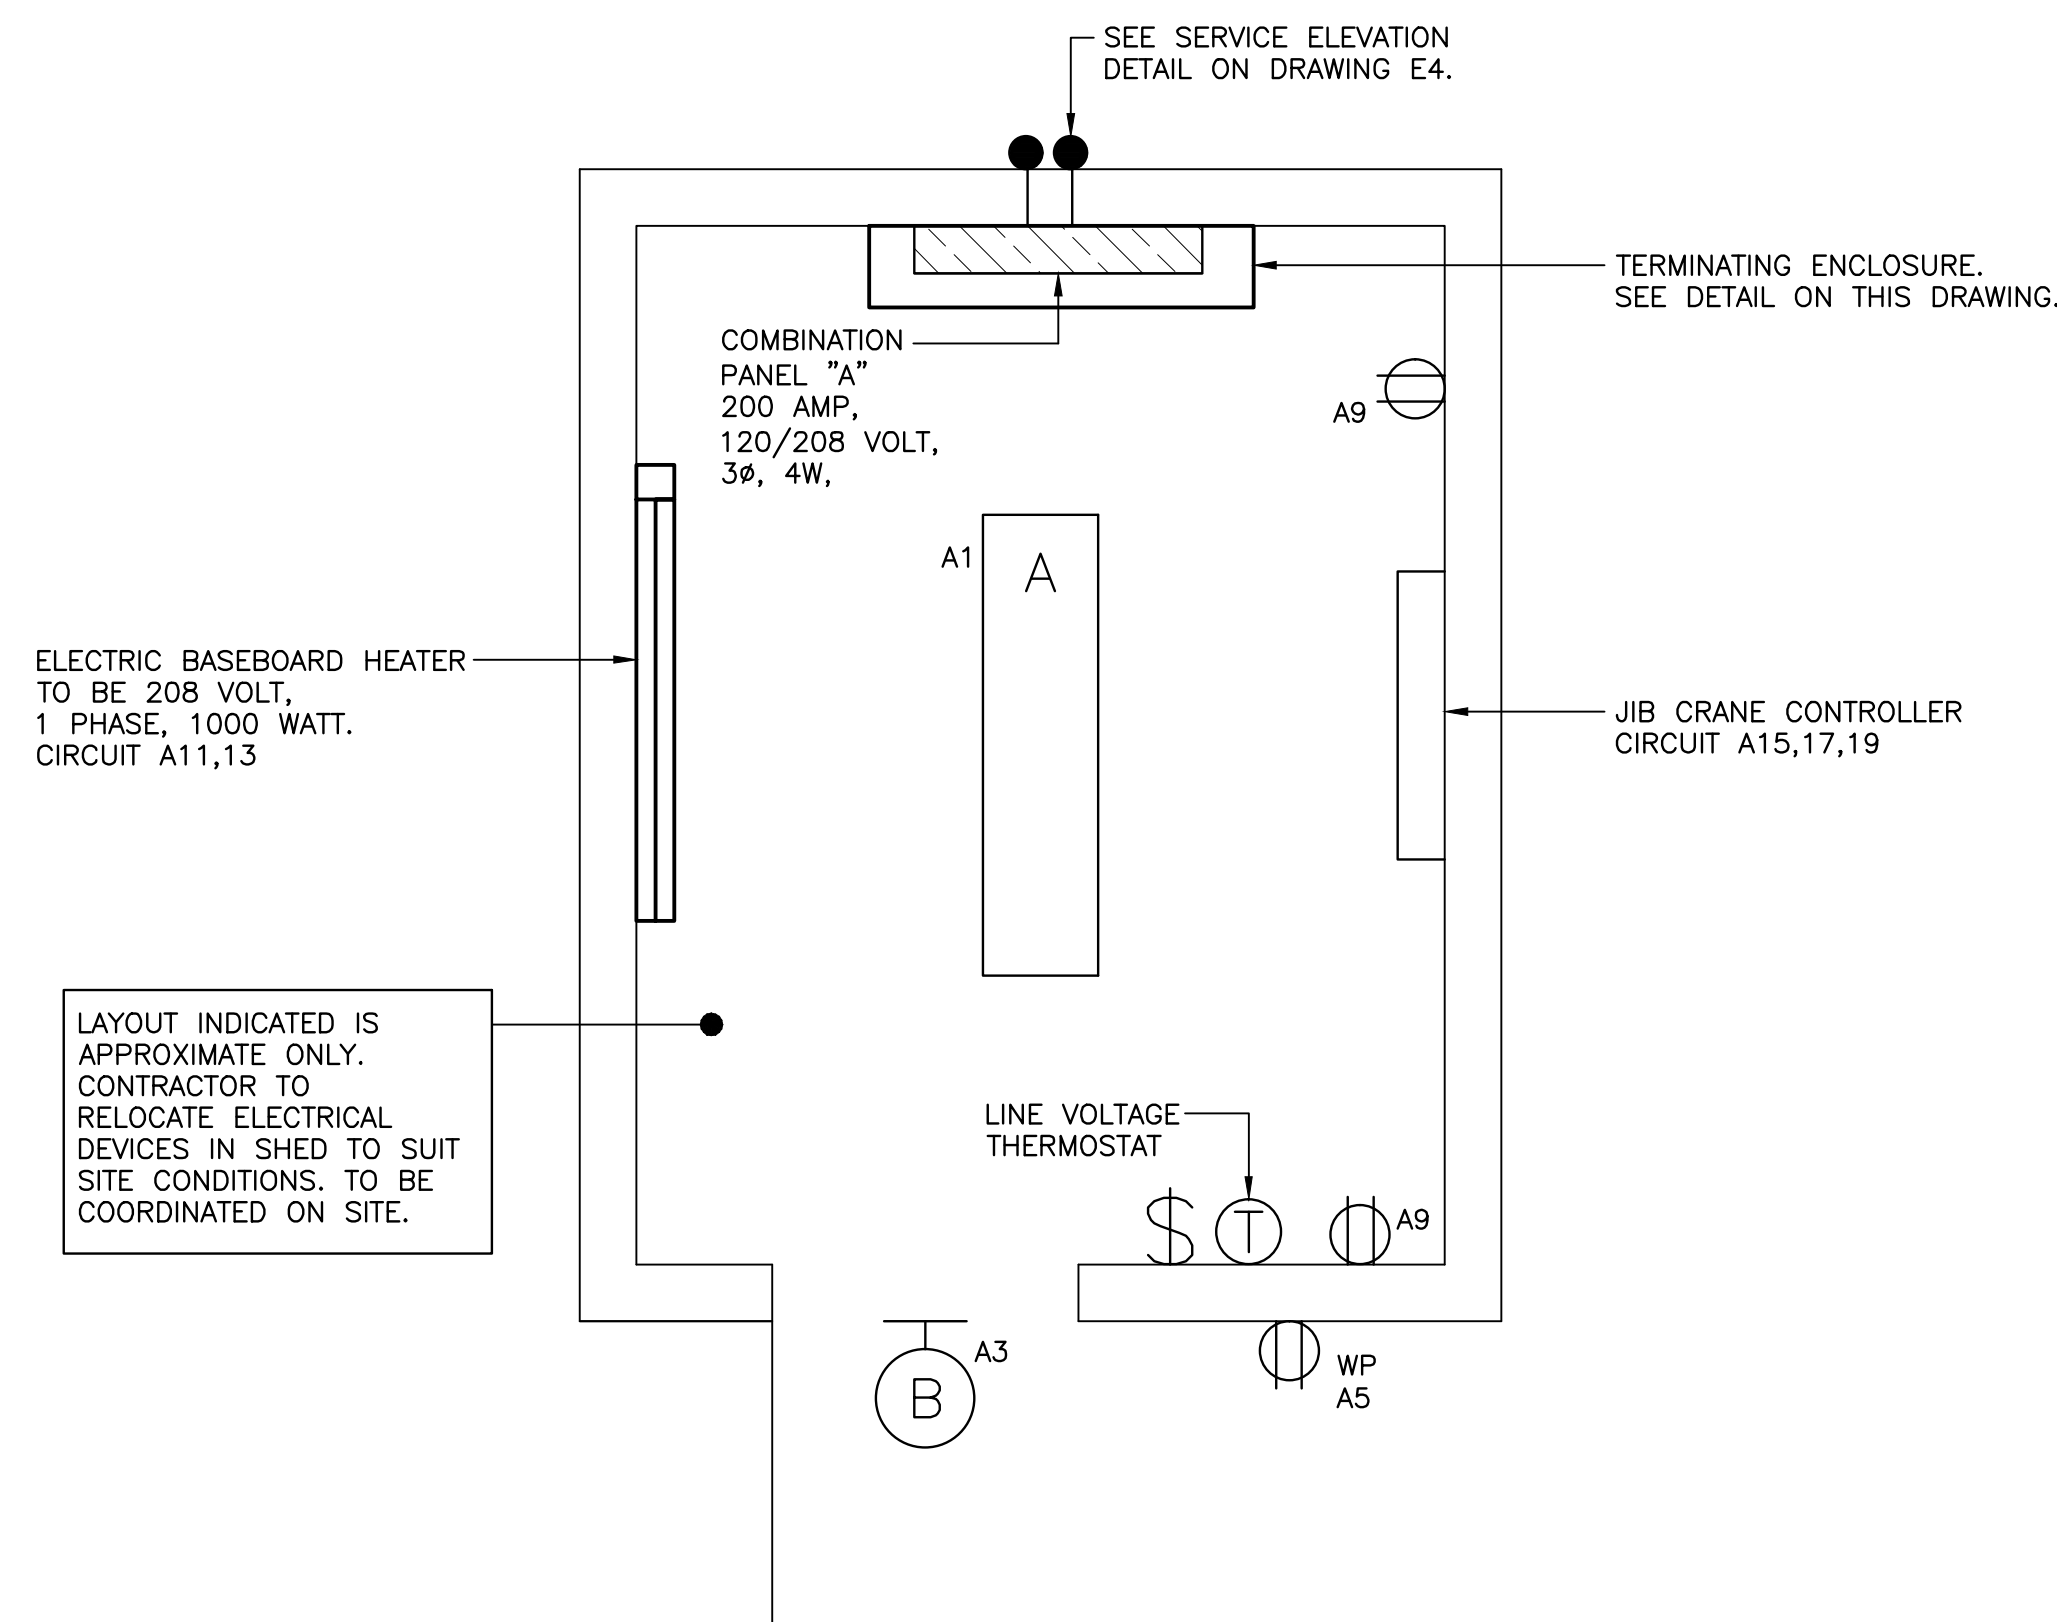 SEE SERVICE ELEVATION
DETAIL ON DRAWING E4.
TERMINATING ENCLOSURE.
SEE DETAIL ON THIS DRAWING.
COMBINATION
PANEL "A"
200 AMP,
120/208 VOLT,
3ø, 4W,
A9
A1
A
ELECTRIC BASEBOARD HEATER
TO BE 208 VOLT,
1 PHASE, 1000 WATT.
CIRCUIT A11,13
JIB CRANE CONTROLLER
CIRCUIT A15,17,19
LAYOUT INDICATED IS
APPROXIMATE ONLY.
CONTRACTOR TO
RELOCATE ELECTRICAL
DEVICES IN SHED TO SUIT
SITE CONDITIONS. TO BE
COORDINATED ON SITE.
LINE VOLTAGE
THERMOSTAT
$
T
A9
A3
B
WP
A5